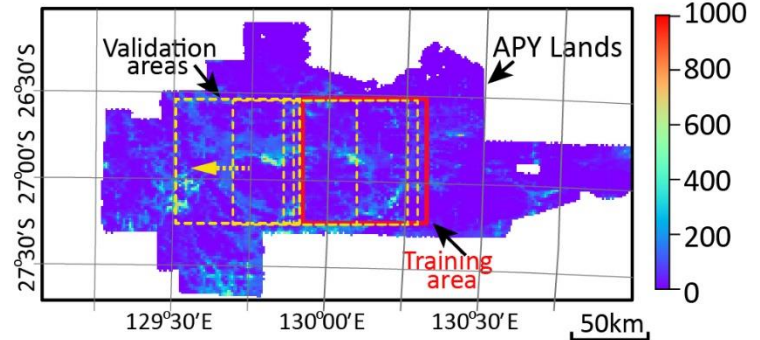 Validation
areas
APY Lands
Training
area
26°30'S
27°00'S
27°30'S
129°30'E
130°00'E
130°30'E
50km
1000
800
600
400
200
0